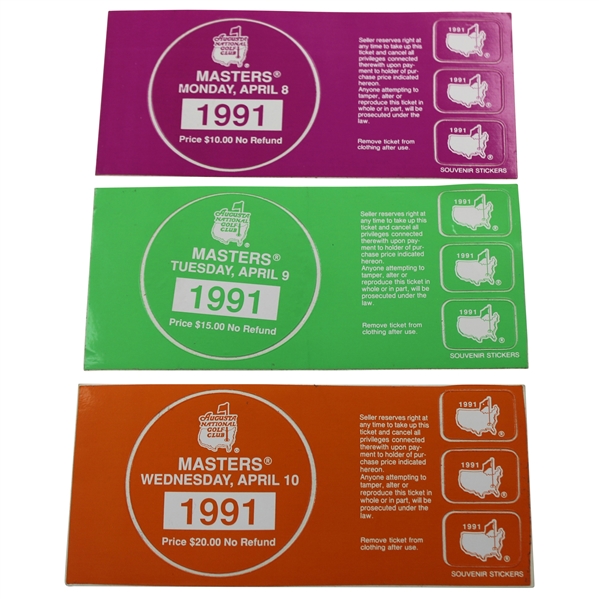 AUGUSTA
NATIONAL
GOLF
CLUB
®
MASTERS®
MONDAY, APRIL 8
1991
Price $10.00 No Refund
Seller reserves right at
any time to take up this
ticket and cancel all
privileges connected
therewith upon pay-
ment to holder of pur-
chase price indicated
hereon.
Anyone attempting to
tamper, alter or
reproduce this ticket in
whole or in part, will be
prosecuted under the
law.
Remove ticket from
clothing after use.
1991
®
1991
®
1991
®
SOUVENIR STICKERS
AUGUSTA
NATIONAL
GOLF
CLUB
®
MASTERS®
TUESDAY, APRIL 9
1991
Price $15.00 No Refund
Seller reserves right at
any time to take up this
ticket and cancel all
privileges connected
therewith upon pay-
ment to holder of pur-
chase price indicated
hereon.
Anyone attempting to
tamper, alter or
reproduce this ticket in
whole or in part, will be
prosecuted under the
law.
Remove ticket from
clothing after use.
1991
®
1991
®
1991
®
SOUVENIR STICKERS
AUGUSTA
NATIONAL
GOLF
CLUB
®
MASTERS®
WEDNESDAY, APRIL 10
1991
Price $20.00 No Refund
Seller reserves right at
any time to take up this
ticket and cancel all
privileges connected
therewith upon pay-
ment to holder of pur-
chase price indicated
hereon.
Anyone attempting to
tamper, alter or
reproduce this ticket in
whole or in part, will be
prosecuted under the
law.
Remove ticket from
clothing after use.
1991
®
1991
®
1991
®
SOUVENIR STICKERS